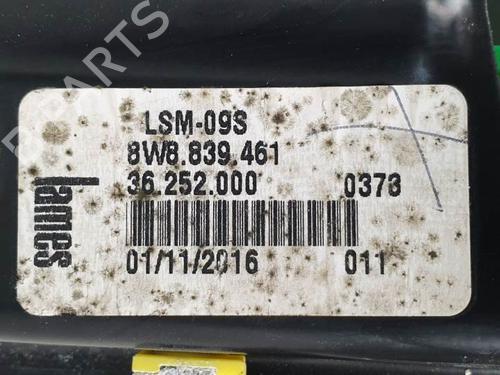 B-PARTS
LSM-09S
8W8.839.461
36.252.000 0373
lames
01/11/2016 011